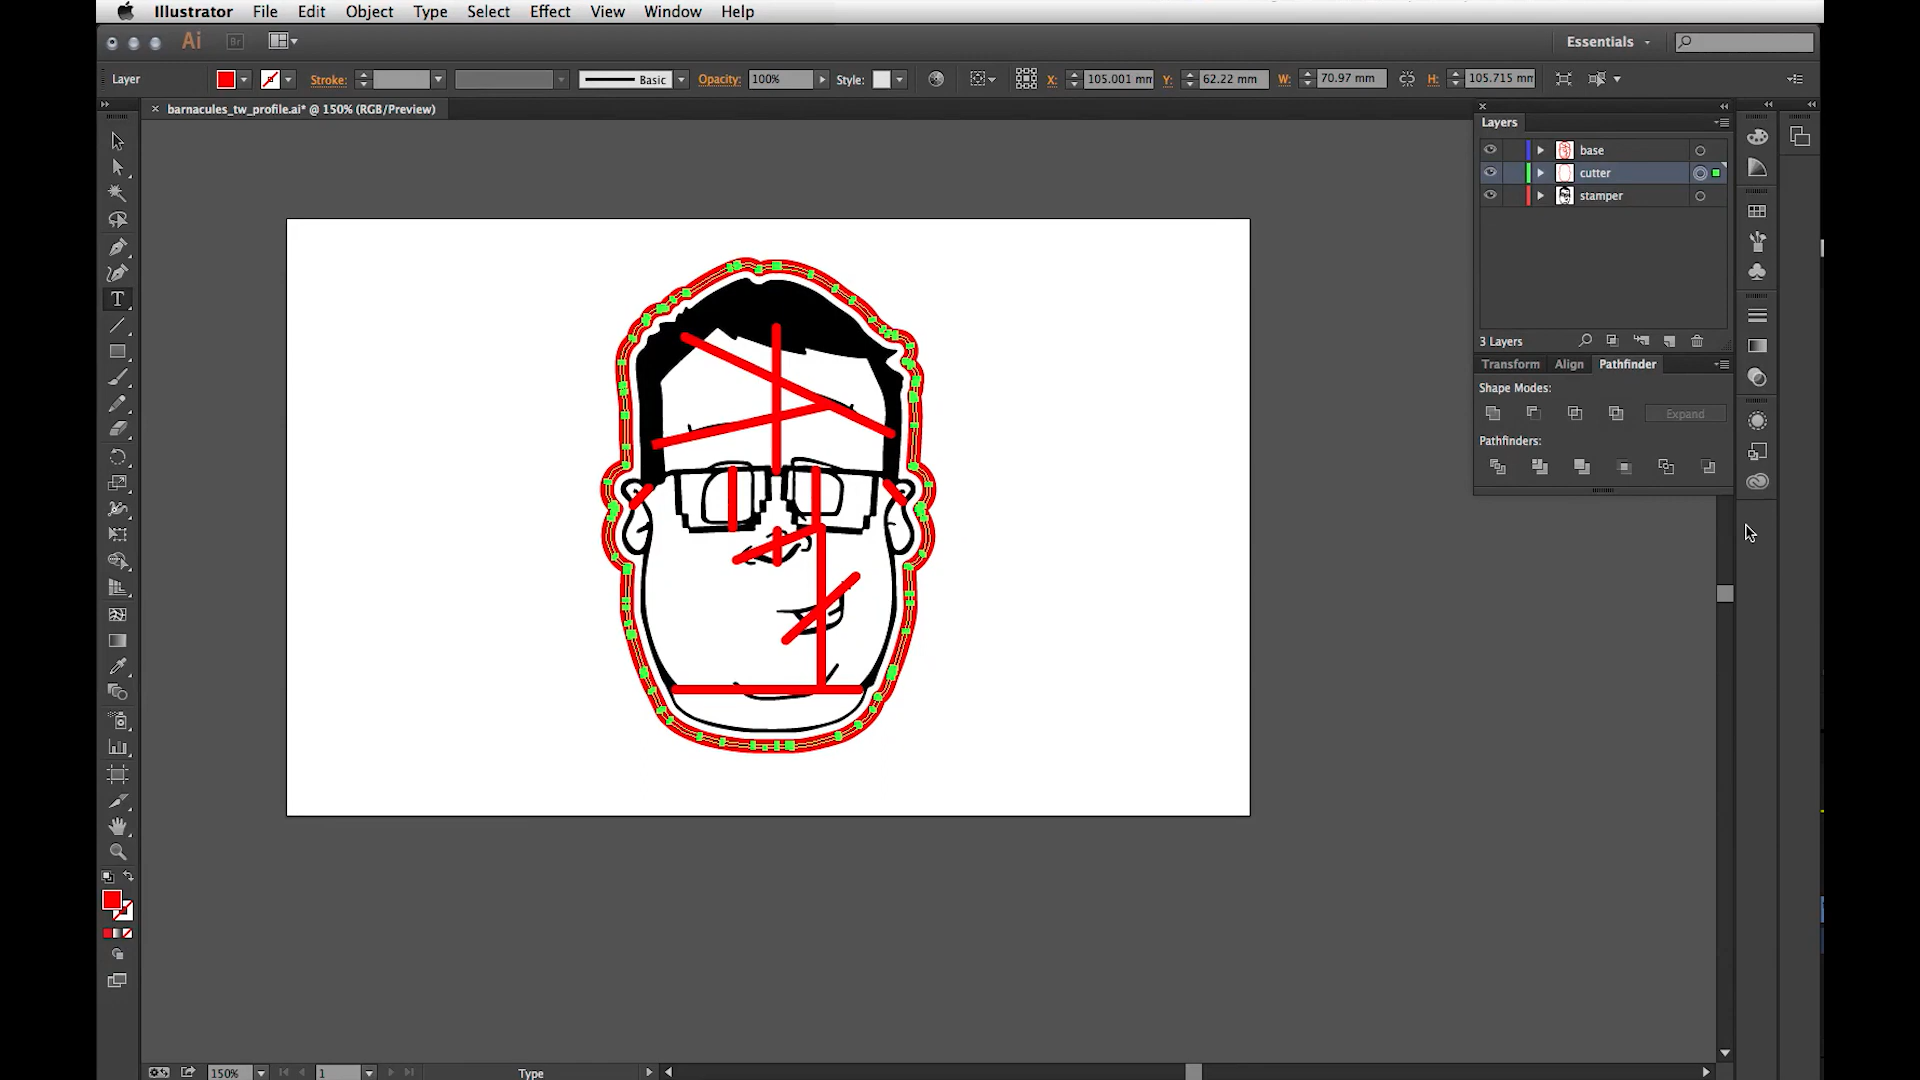 Illustrator File Edit Object Type Select Effect View Window Help
Ai Br Essentials
Layer Stroke: Basic Opacity: 100% Style: X: 105.001 mm Y: 62.22 mm W: 70.97 mm H: 105.715 mm
barnacules_tw_profile.ai* @ 150% (RGB/Preview)
Layers
base
cutter
stamper
3 Layers
Transform Align Pathfinder
Shape Modes:
Expand
Pathfinders:
150% 1 Type